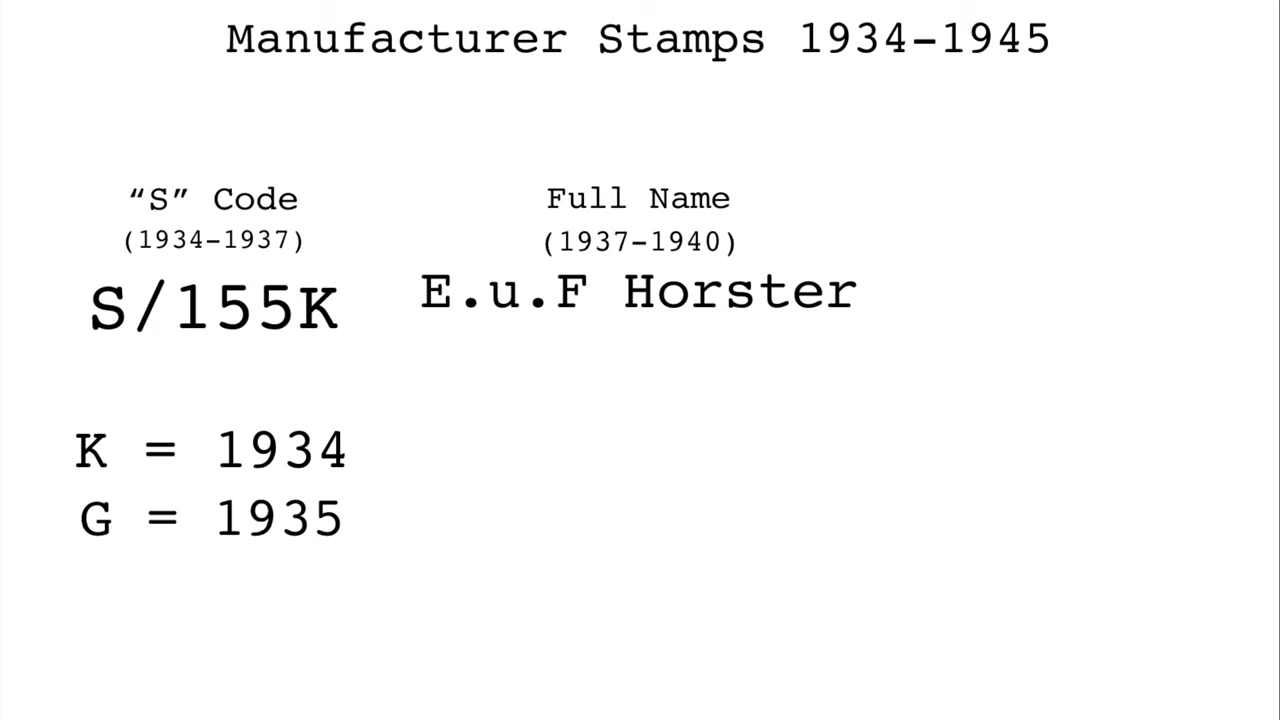 Manufacturer Stamps 1934-1945
“S” Code
(1934-1937)
S/155K
Full Name
(1937-1940)
E.u.F Horster
K = 1934
G = 1935